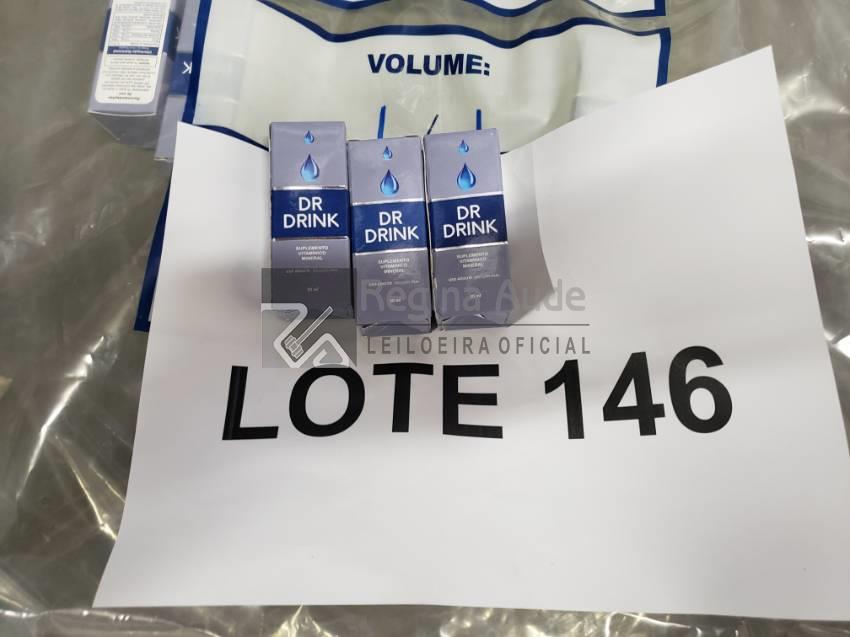 VOLUME:
DR
DRINK
SUPLEMENTO
VITAMÍNICO
MINERAL
DR
DRINK
SUPLEMENTO
VITAMÍNICO
MINERAL
DR
DRINK
SUPLEMENTO
VITAMÍNICO
MINERAL
Regina Aude
LEILOEIRA OFICIAL
LOTE 146